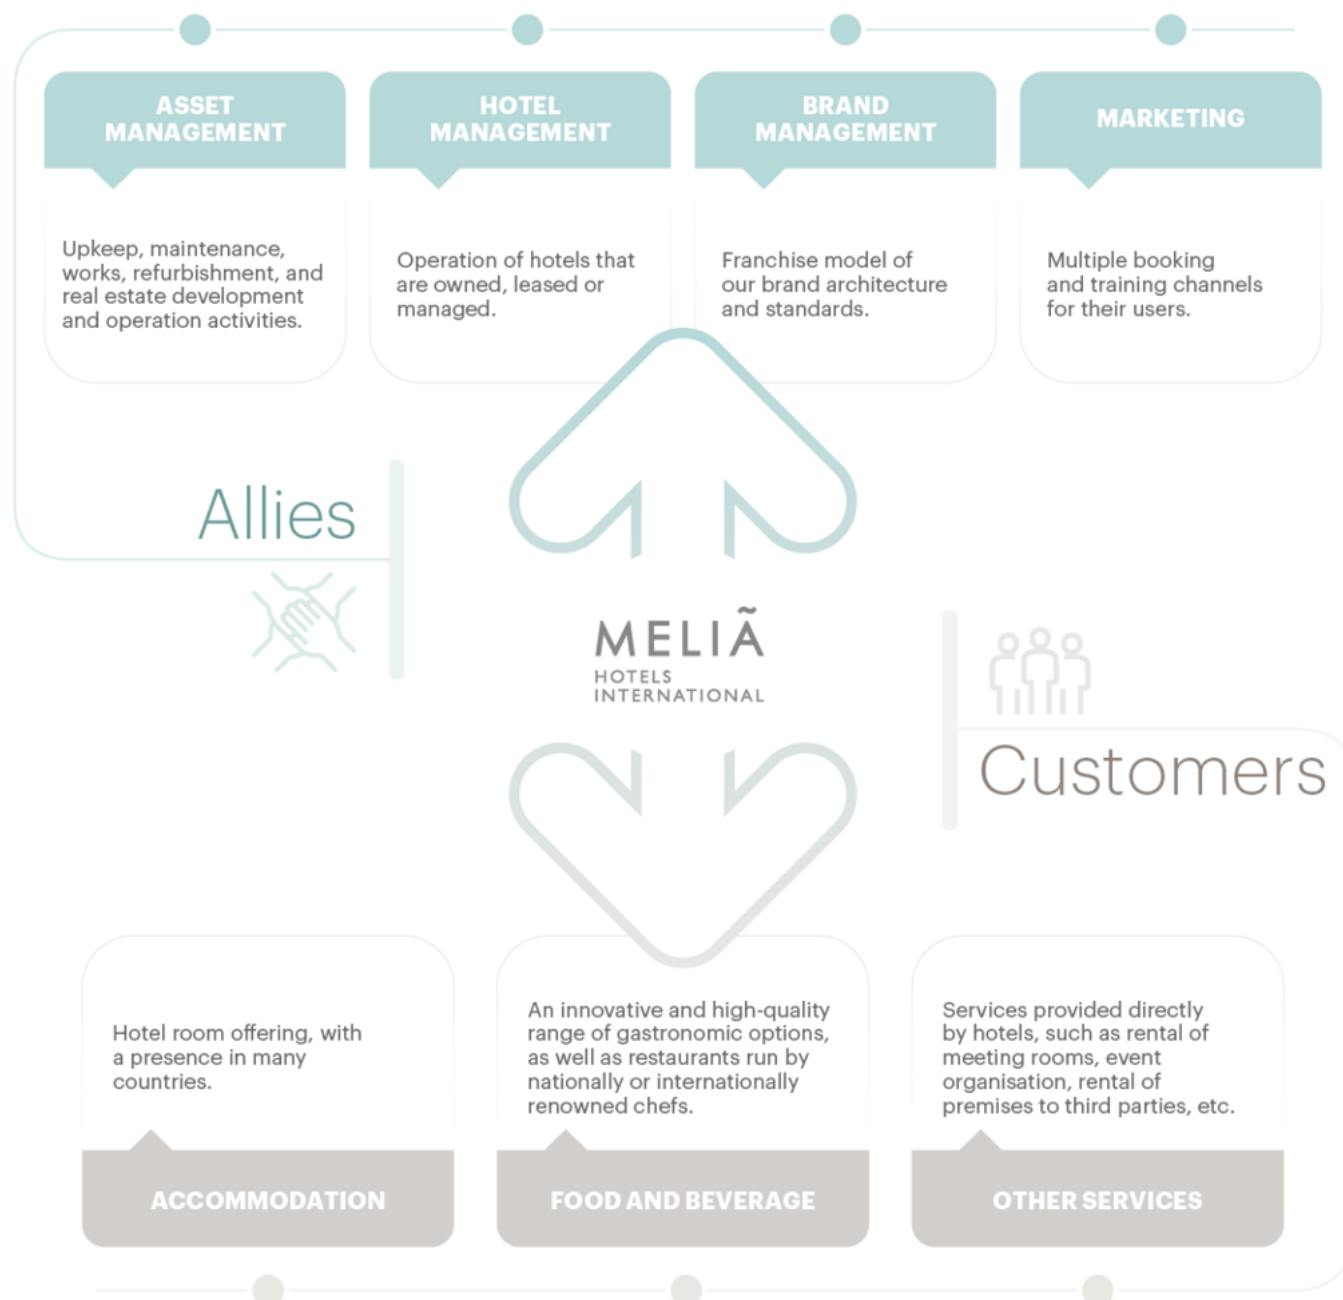 ASSET
MANAGEMENT
HOTEL
MANAGEMENT
BRAND
MANAGEMENT
MARKETING
Upkeep, maintenance,
works, refurbishment, and
real estate development
and operation activities.
Operation of hotels that
are owned, leased or
managed.
Franchise model of
our brand architecture
and standards.
Multiple booking
and training channels
for their users.
Allies
MELIÃ
HOTELS
INTERNATIONAL
Customers
Hotel room offering, with
a presence in many
countries.
ACCOMMODATION
An innovative and high-quality
range of gastronomic options,
as well as restaurants run by
nationally or internationally
renowned chefs.
FOOD AND BEVERAGE
Services provided directly
by hotels, such as rental of
meeting rooms, event
organisation, rental of
premises to third parties, etc.
OTHER SERVICES